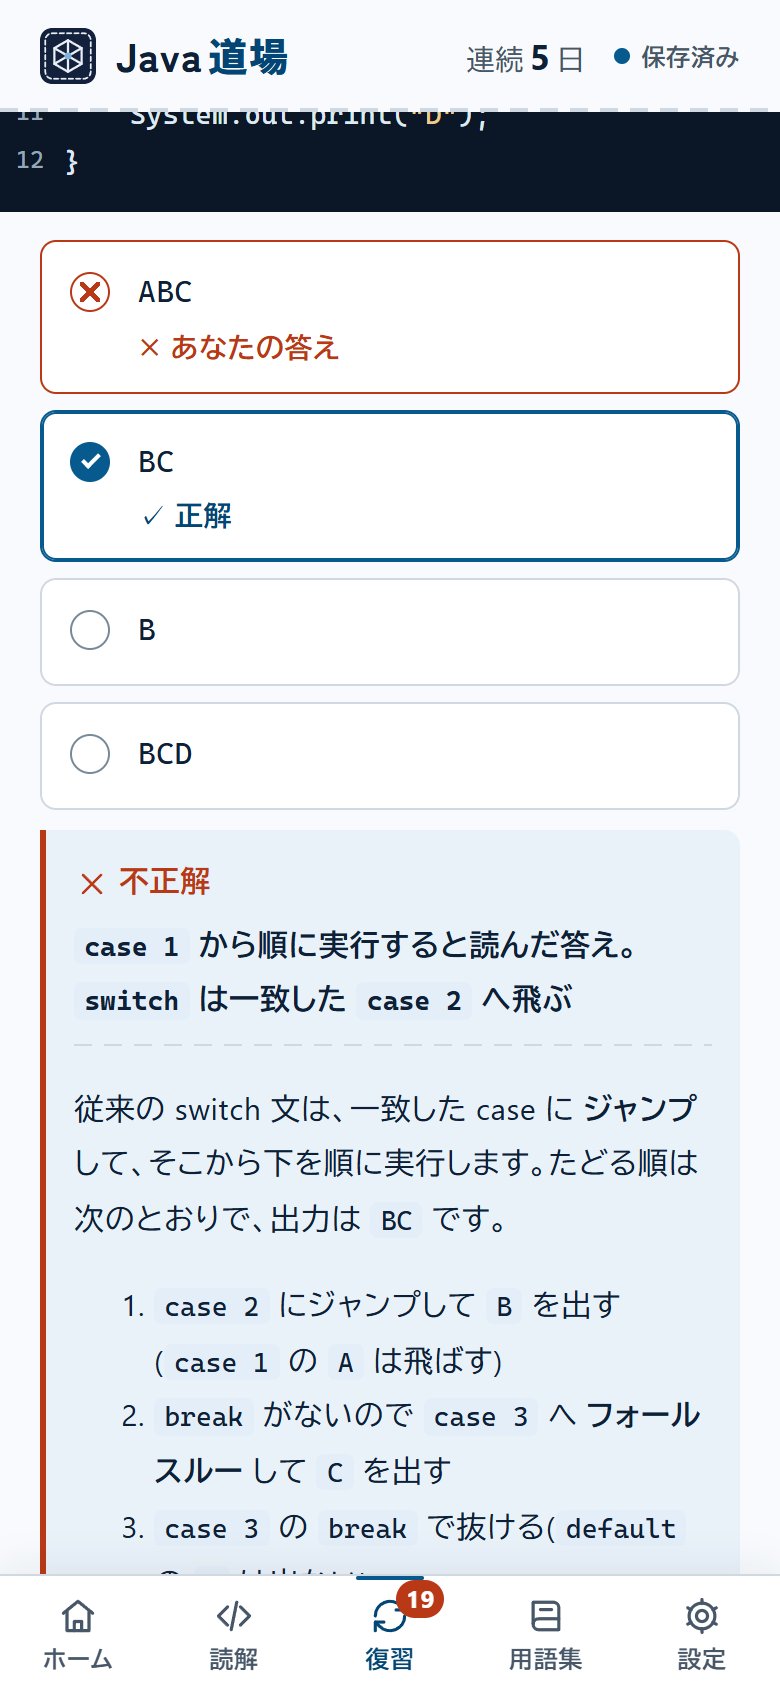 Java道場
連続 5 日
保存済み
11 System.out.print("D");
12 }
ABC
× あなたの答え
BC
✓ 正解
B
BCD
× 不正解
case 1 から順に実行すると読んだ答え。
switch は一致した case 2 へ飛ぶ
従来の switch 文は、一致した case に ジャンプ
して、そこから下を順に実行します。たどる順は
次のとおりで、出力は BC です。
1. case 2 にジャンプして B を出す
( case 1 の A は飛ばす)
2. break がないので case 3 へ フォール
スルー して C を出す
3. case 3 の break で抜ける( default
19
ホーム
読解
復習
用語集
設定